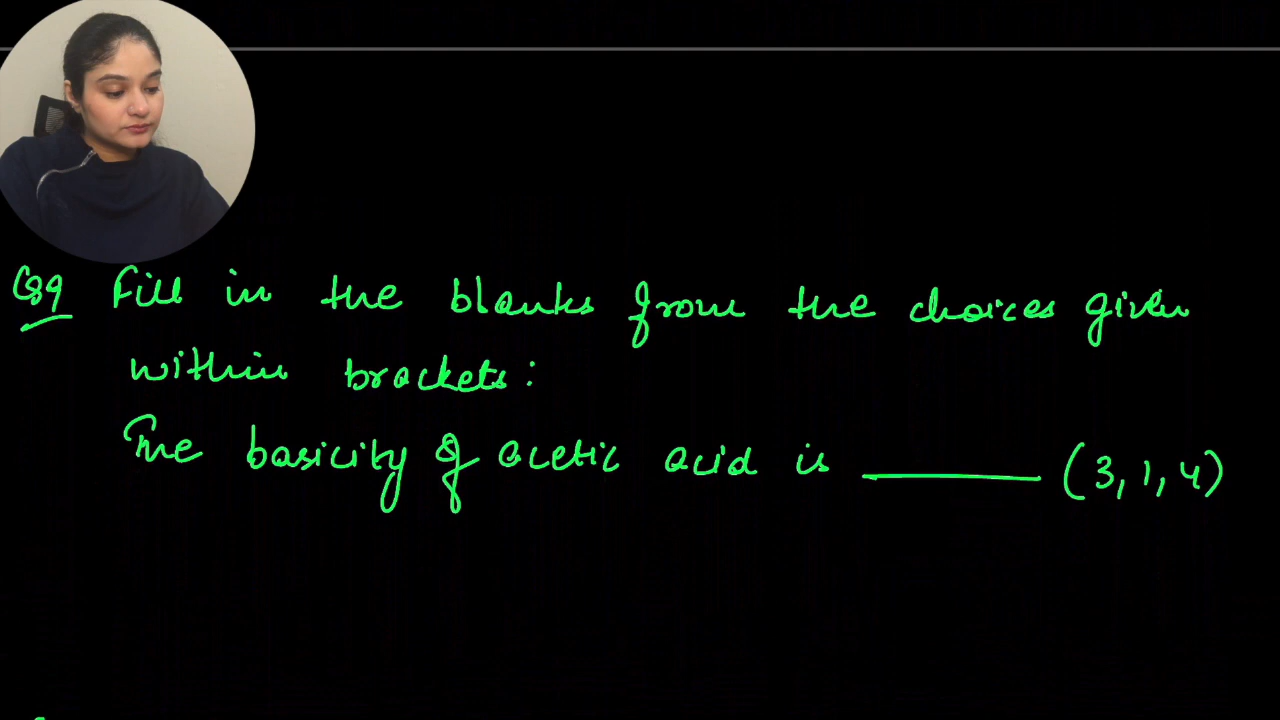 Q9 Fill in the blanks from the choices given
within brackets:
The basicity of acetic acid is ______ (3, 1, 4)